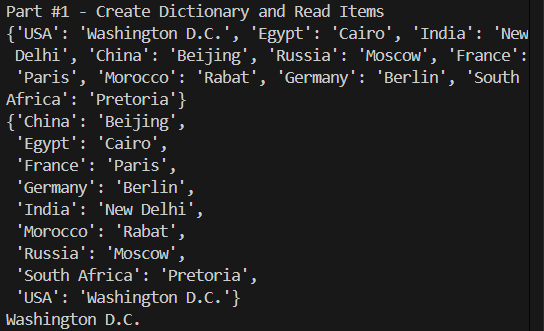 Part #1 - Create Dictionary and Read Items
{'USA': 'Washington D.C.', 'Egypt': 'Cairo', 'India': 'New
 Delhi', 'China': 'Beijing', 'Russia': 'Moscow', 'France':
 'Paris', 'Morocco': 'Rabat', 'Germany': 'Berlin', 'South
Africa': 'Pretoria'}
{'China': 'Beijing',
 'Egypt': 'Cairo',
 'France': 'Paris',
 'Germany': 'Berlin',
 'India': 'New Delhi',
 'Morocco': 'Rabat',
 'Russia': 'Moscow',
 'South Africa': 'Pretoria',
 'USA': 'Washington D.C.'}
Washington D.C.